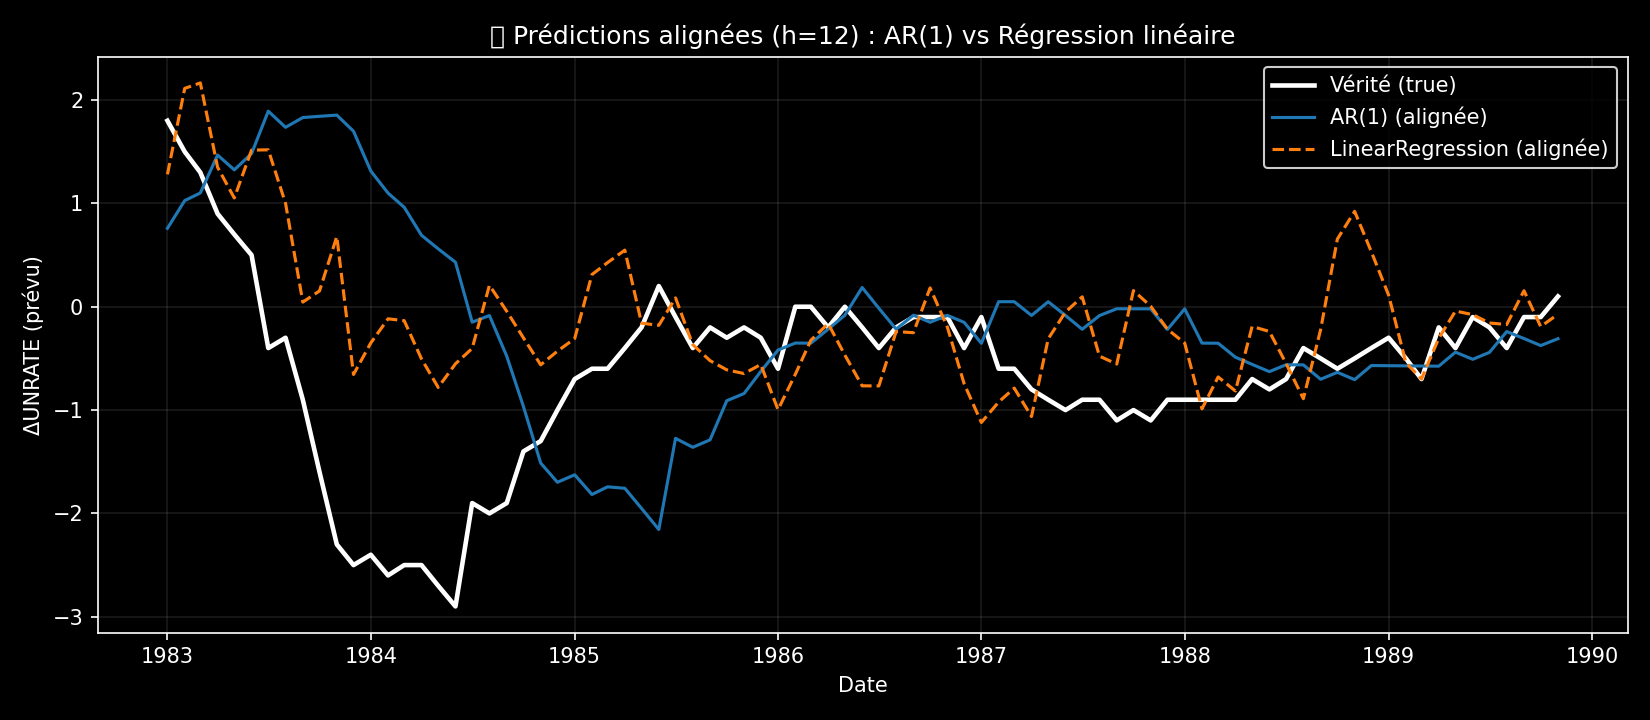 Prédictions alignées (h=12) : AR(1) vs Régression linéaire
Vérité (true)
AR(1) (alignée)
LinearRegression (alignée)
ΔUNRATE (prévu)
2
1
0
−1
−2
−3
1983 1984 1985 1986 1987 1988 1989 1990
Date